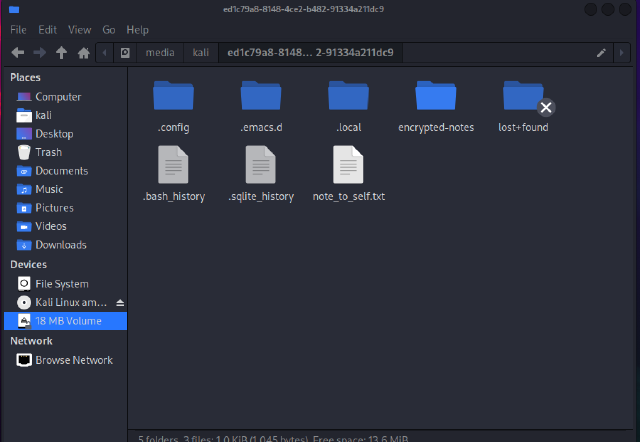 ed1c79a8-8148-4ce2-b482-91334a211dc9
File Edit View Go Help
media kali ed1c79a8-8148... 2-91334a211dc9
Places
Computer
kali
Desktop
Trash
Documents
Music
Pictures
Videos
Downloads
Devices
File System
Kali Linux am...
18 MB Volume
Network
Browse Network
.config .emacs.d .local encrypted-notes lost+found
.bash_history .sqlite_history note_to_self.txt
5 folders, 3 files: 1.0 KiB (1,045 bytes), Free space: 13.6 MiB